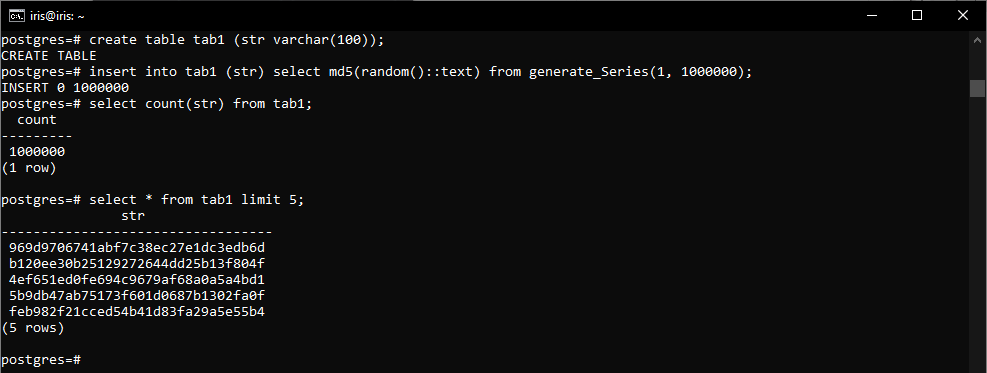 iris@iris: ~
postgres=# create table tab1 (str varchar(100));
CREATE TABLE
postgres=# insert into tab1 (str) select md5(random()::text) from generate_Series(1, 1000000);
INSERT 0 1000000
postgres=# select count(str) from tab1;
  count
---------
 1000000
(1 row)

postgres=# select * from tab1 limit 5;
               str
----------------------------------
 969d9706741abf7c38ec27e1dc3edb6d
 b120ee30b25129272644dd25b13f804f
 4ef651ed0fe694c9679af68a0a5a4bd1
 5b9db47ab75173f601d0687b1302fa0f
 feb982f21cced54b41d83fa29a5e55b4
(5 rows)

postgres=#